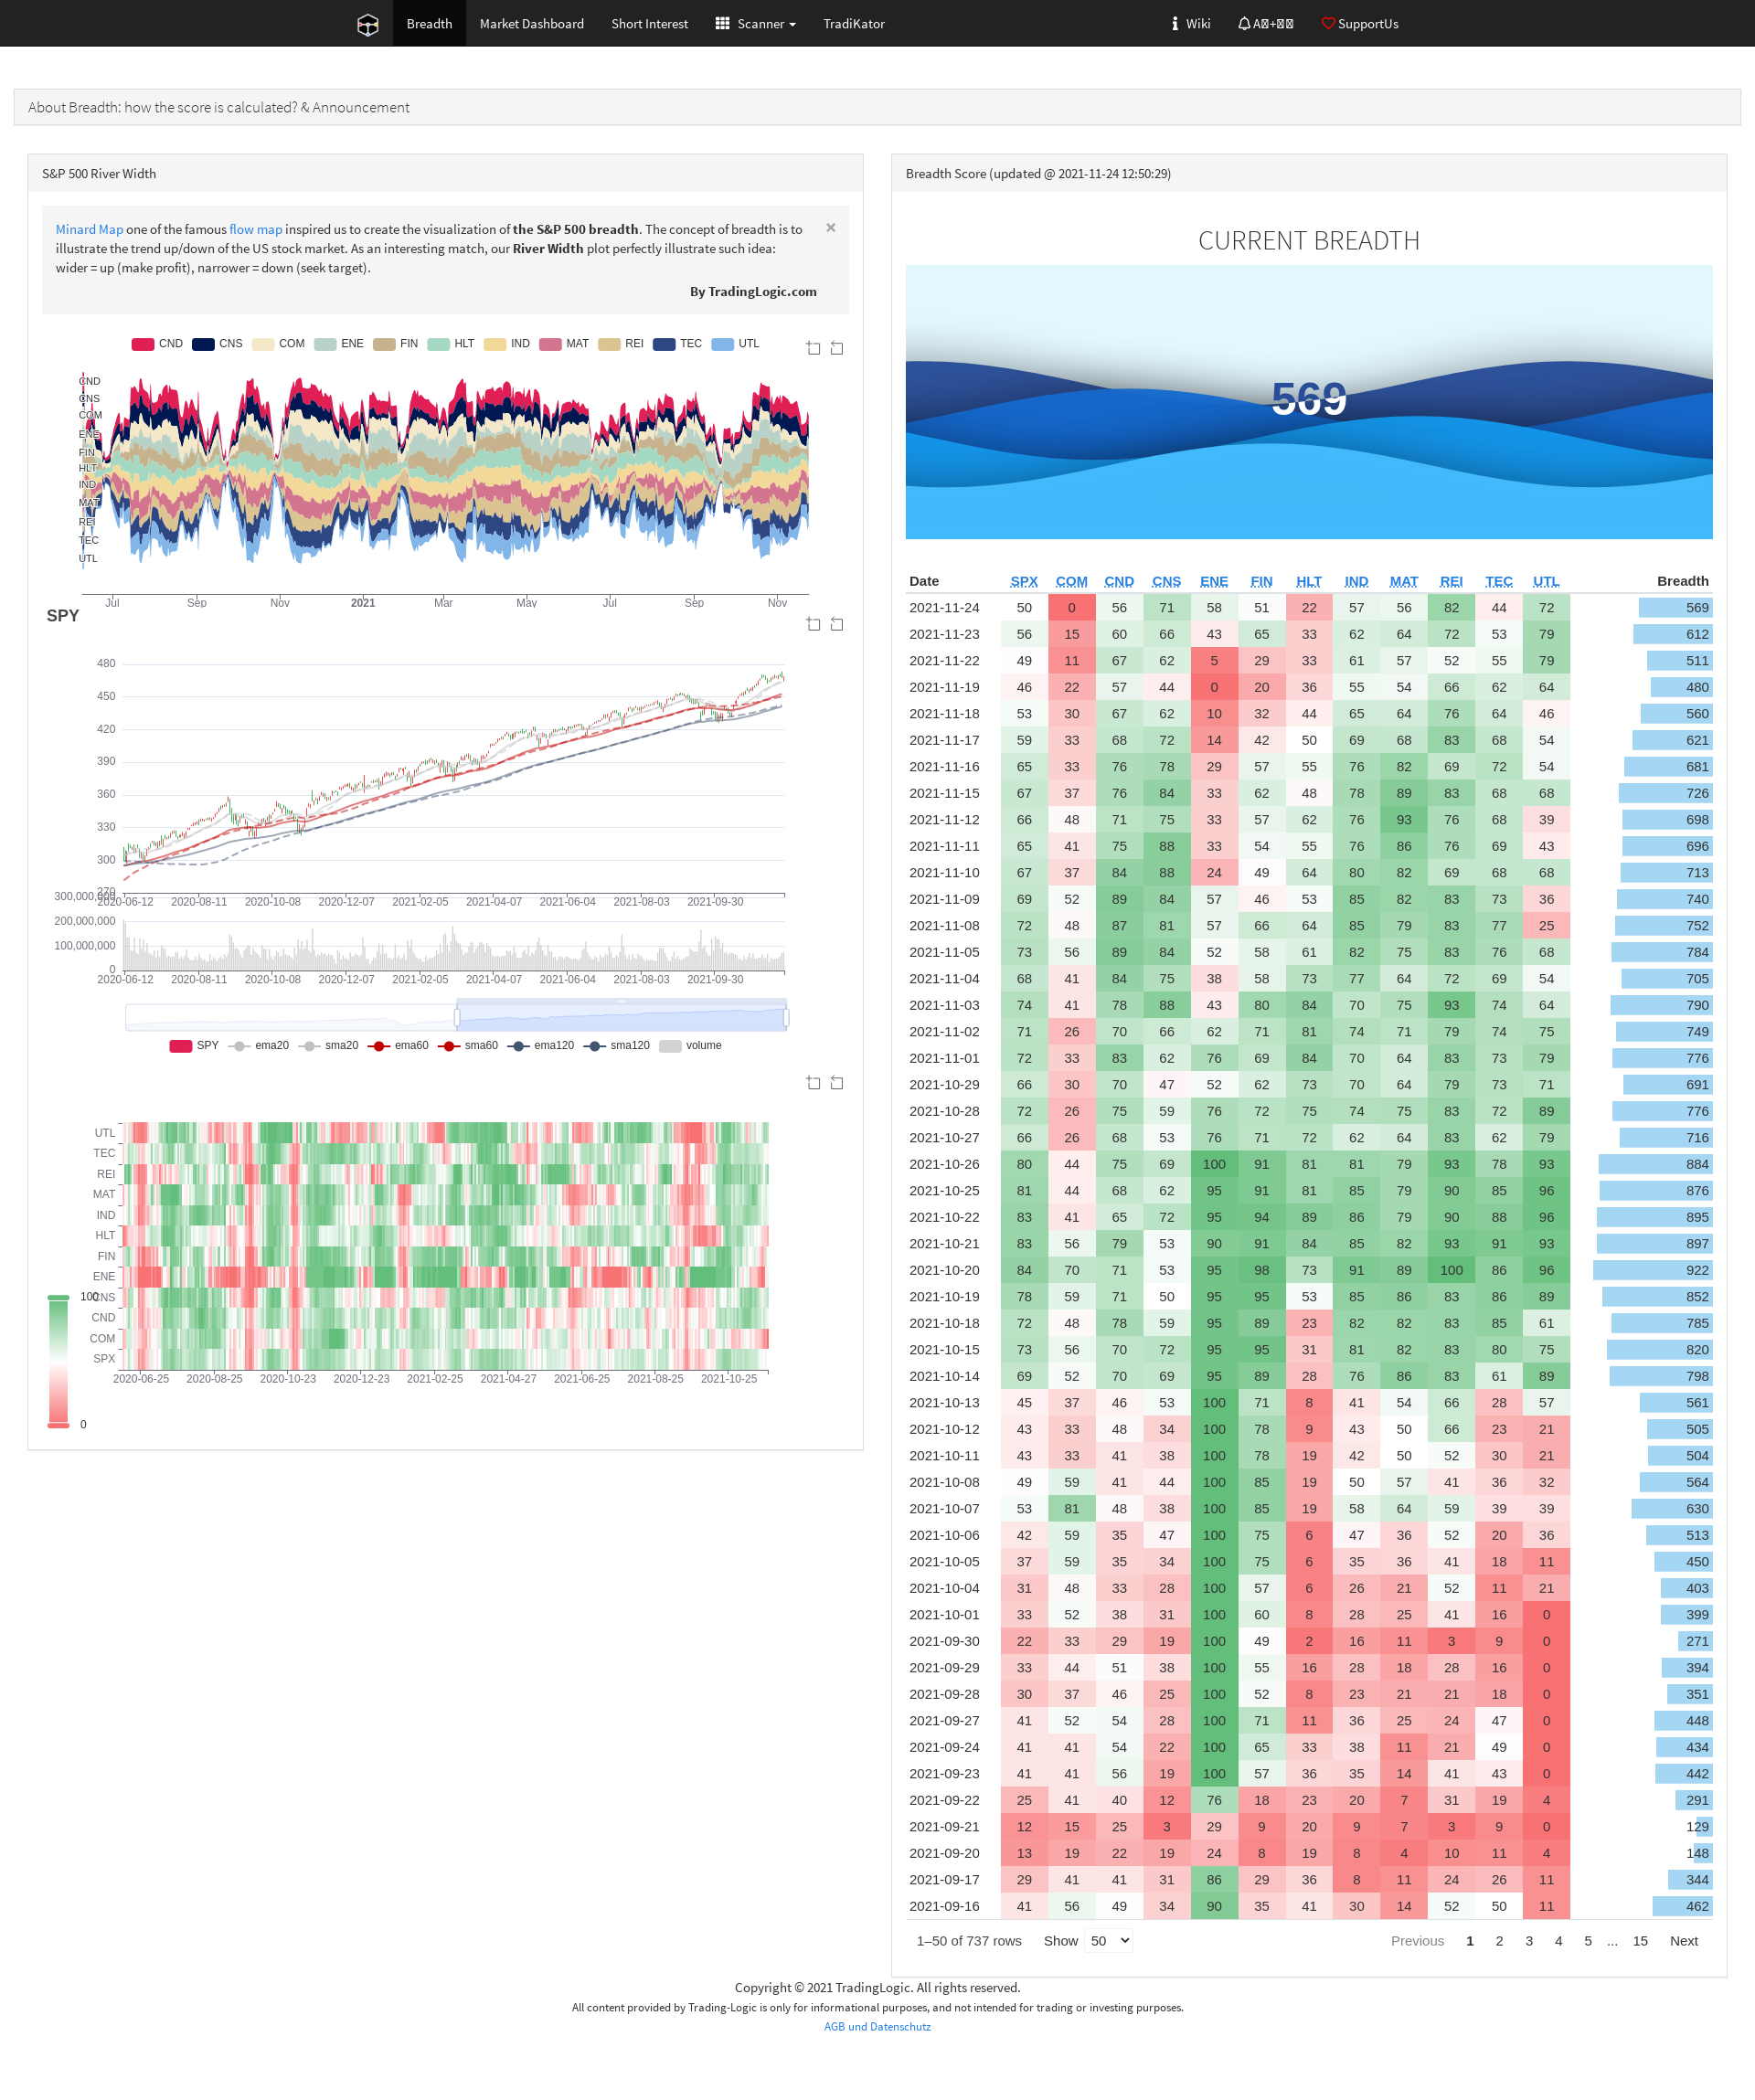 Breadth Market Dashboard Short Interest Scanner TradiKator Wiki SupportUs
About Breadth: how the score is calculated? & Announcement
S&P 500 River Width
Minard Map one of the famous flow map inspired us to create the visualization of the S&P 500 breadth. The concept of breadth is to
illustrate the trend up/down of the US stock market. As an interesting match, our River Width plot perfectly illustrate such idea:
wider = up (make profit), narrower = down (seek target).
×
By TradingLogic.com
CND CNS COM ENE FIN HLT IND MAT REI TEC UTL
CND
CNS
COM
ENE
FIN
HLT
IND
MAT
REI
TEC
UTL
Jul Sep Nov 2021 Mar May Jul Sep Nov
SPY
480
450
420
390
360
330
300
270
2020-06-12 2020-08-11 2020-10-08 2020-12-07 2021-02-05 2021-04-07 2021-06-04 2021-08-03 2021-09-30
300,000,000
200,000,000
100,000,000
0
2020-06-12 2020-08-11 2020-10-08 2020-12-07 2021-02-05 2021-04-07 2021-06-04 2021-08-03 2021-09-30
SPY ema20 sma20 ema60 sma60 ema120 sma120 volume
UTL
TEC
REI
MAT
IND
HLT
FIN
ENE
CNS
CND
COM
SPX
2020-06-25 2020-08-25 2020-10-23 2020-12-23 2021-02-25 2021-04-27 2021-06-25 2021-08-25 2021-10-25
100
0
Breadth Score (updated @ 2021-11-24 12:50:29)
CURRENT BREADTH
569
Date SPX COM CND CNS ENE FIN HLT IND MAT REI TEC UTL Breadth
2021-11-24 50 0 56 71 58 51 22 57 56 82 44 72 569
2021-11-23 56 15 60 66 43 65 33 62 64 72 53 79 612
2021-11-22 49 11 67 62 5 29 33 61 57 52 55 79 511
2021-11-19 46 22 57 44 0 20 36 55 54 66 62 64 480
2021-11-18 53 30 67 62 10 32 44 65 64 76 64 46 560
2021-11-17 59 33 68 72 14 42 50 69 68 83 68 54 621
2021-11-16 65 33 76 78 29 57 55 76 82 69 72 54 681
2021-11-15 67 37 76 84 33 62 48 78 89 83 68 68 726
2021-11-12 66 48 71 75 33 57 62 76 93 76 68 39 698
2021-11-11 65 41 75 88 33 54 55 76 86 76 69 43 696
2021-11-10 67 37 84 88 24 49 64 80 82 69 68 68 713
2021-11-09 69 52 89 84 57 46 53 85 82 83 73 36 740
2021-11-08 72 48 87 81 57 66 64 85 79 83 77 25 752
2021-11-05 73 56 89 84 52 58 61 82 75 83 76 68 784
2021-11-04 68 41 84 75 38 58 73 77 64 72 69 54 705
2021-11-03 74 41 78 88 43 80 84 70 75 93 74 64 790
2021-11-02 71 26 70 66 62 71 81 74 71 79 74 75 749
2021-11-01 72 33 83 62 76 69 84 70 64 83 73 79 776
2021-10-29 66 30 70 47 52 62 73 70 64 79 73 71 691
2021-10-28 72 26 75 59 76 72 75 74 75 83 72 89 776
2021-10-27 66 26 68 53 76 71 72 62 64 83 62 79 716
2021-10-26 80 44 75 69 100 91 81 81 79 93 78 93 884
2021-10-25 81 44 68 62 95 91 81 85 79 90 85 96 876
2021-10-22 83 41 65 72 95 94 89 86 79 90 88 96 895
2021-10-21 83 56 79 53 90 91 84 85 82 93 91 93 897
2021-10-20 84 70 71 53 95 98 73 91 89 100 86 96 922
2021-10-19 78 59 71 50 95 95 53 85 86 83 86 89 852
2021-10-18 72 48 78 59 95 89 23 82 82 83 85 61 785
2021-10-15 73 56 70 72 95 95 31 81 82 83 80 75 820
2021-10-14 69 52 70 69 95 89 28 76 86 83 61 89 798
2021-10-13 45 37 46 53 100 71 8 41 54 66 28 57 561
2021-10-12 43 33 48 34 100 78 9 43 50 66 23 21 505
2021-10-11 43 33 41 38 100 78 19 42 50 52 30 21 504
2021-10-08 49 59 41 44 100 85 19 50 57 41 36 32 564
2021-10-07 53 81 48 38 100 85 19 58 64 59 39 39 630
2021-10-06 42 59 35 47 100 75 6 47 36 52 20 36 513
2021-10-05 37 59 35 34 100 75 6 35 36 41 18 11 450
2021-10-04 31 48 33 28 100 57 6 26 21 52 11 21 403
2021-10-01 33 52 38 31 100 60 8 28 25 41 16 0 399
2021-09-30 22 33 29 19 100 49 2 16 11 3 9 0 271
2021-09-29 33 44 51 38 100 55 16 28 18 28 16 0 394
2021-09-28 30 37 46 25 100 52 8 23 21 21 18 0 351
2021-09-27 41 52 54 28 100 71 11 36 25 24 47 0 448
2021-09-24 41 41 54 22 100 65 33 38 11 21 49 0 434
2021-09-23 41 41 56 19 100 57 36 35 14 41 43 0 442
2021-09-22 25 41 40 12 76 18 23 20 7 31 19 4 291
2021-09-21 12 15 25 3 29 9 20 9 7 3 9 0 129
2021-09-20 13 19 22 19 24 8 19 8 4 10 11 4 148
2021-09-17 29 41 41 31 86 29 36 8 11 24 26 11 344
2021-09-16 41 56 49 34 90 35 41 30 14 52 50 11 462
1–50 of 737 rows Show 50 Previous 1 2 3 4 5 ... 15 Next
Copyright © 2021 TradingLogic. All rights reserved.
All content provided by Trading-Logic is only for informational purposes, and not intended for trading or investing purposes.
AGB und Datenschutz